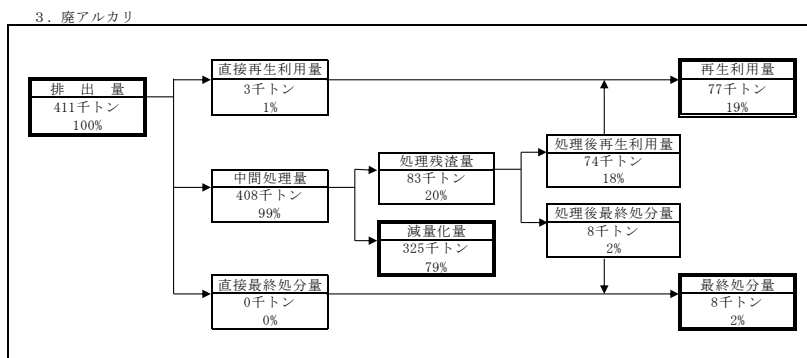 3．廃アルカリ
直接再生利用量
3千トン
1%
再生利用量
77千トン
19%
排　出　量
411千トン
100%
中間処理量
408千トン
99%
処理残渣量
83千トン
20%
処理後再生利用量
74千トン
18%
減量化量
325千トン
79%
処理後最終処分量
8千トン
2%
直接最終処分量
0千トン
0%
最終処分量
8千トン
2%